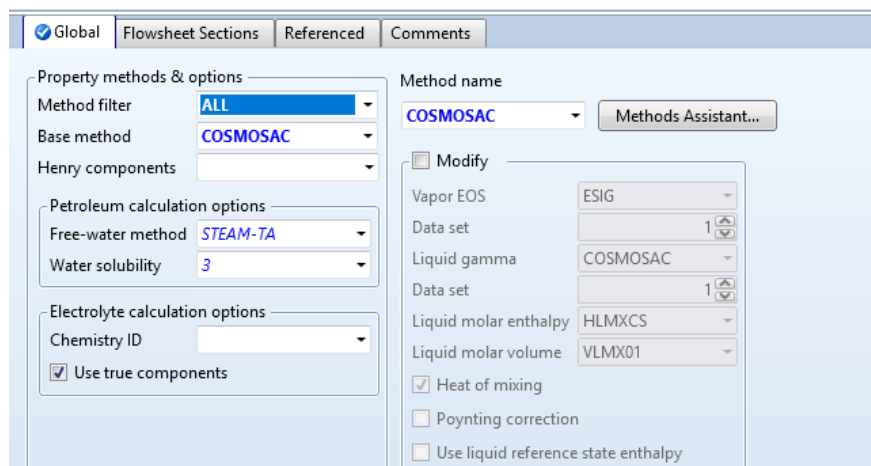 Global Flowsheet Sections Referenced Comments
Property methods & options
Method filter ALL
Base method COSMOSAC
Henry components
Petroleum calculation options
Free-water method STEAM-TA
Water solubility 3
Electrolyte calculation options
Chemistry ID
Use true components
Method name
COSMOSAC Methods Assistant...
Modify
Vapor EOS ESIG
Data set 1
Liquid gamma COSMOSAC
Data set 1
Liquid molar enthalpy HLMXCS
Liquid molar volume VLMX01
Heat of mixing
Poynting correction
Use liquid reference state enthalpy